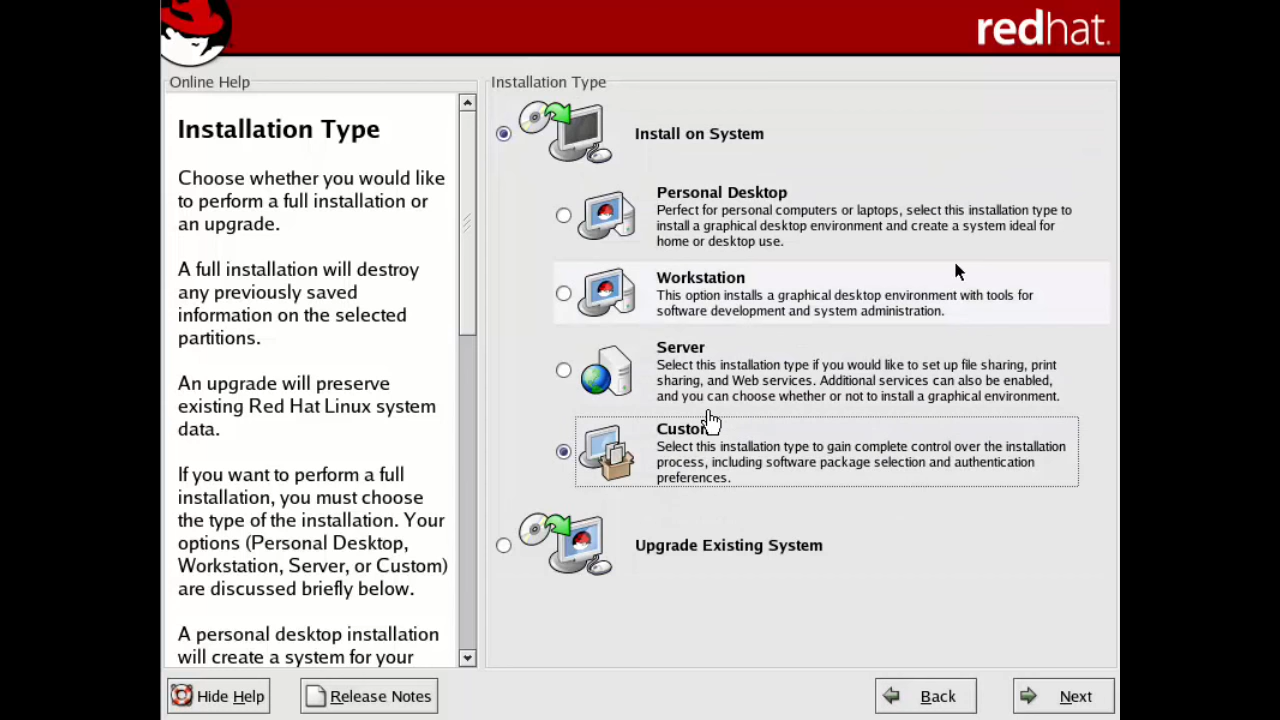 redhat.
Online Help
Installation Type
Choose whether you would like
to perform a full installation or
an upgrade.
A full installation will destroy
any previously saved
information on the selected
partitions.
An upgrade will preserve
existing Red Hat Linux system
data.
If you want to perform a full
installation, you must choose
the type of the installation. Your
options (Personal Desktop,
Workstation, Server, or Custom)
are discussed briefly below.
A personal desktop installation
will create a system for your
Installation Type
Install on System
Personal Desktop
Perfect for personal computers or laptops, select this installation type to
install a graphical desktop environment and create a system ideal for
home or desktop use.
Workstation
This option installs a graphical desktop environment with tools for
software development and system administration.
Server
Select this installation type if you would like to set up file sharing, print
sharing, and Web services. Additional services can also be enabled,
and you can choose whether or not to install a graphical environment.
Custom
Select this installation type to gain complete control over the installation
process, including software package selection and authentication
preferences.
Upgrade Existing System
Hide Help
Release Notes
Back
Next